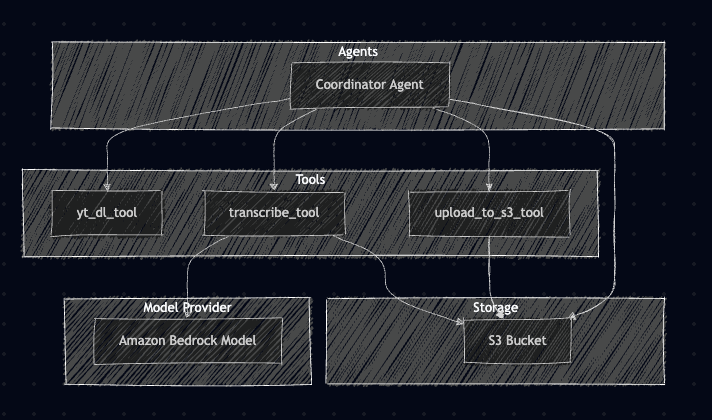 Agents
Coordinator Agent
Tools
yt_dl_tool
transcribe_tool
upload_to_s3_tool
Model Provider
Storage
Amazon Bedrock Model
S3 Bucket